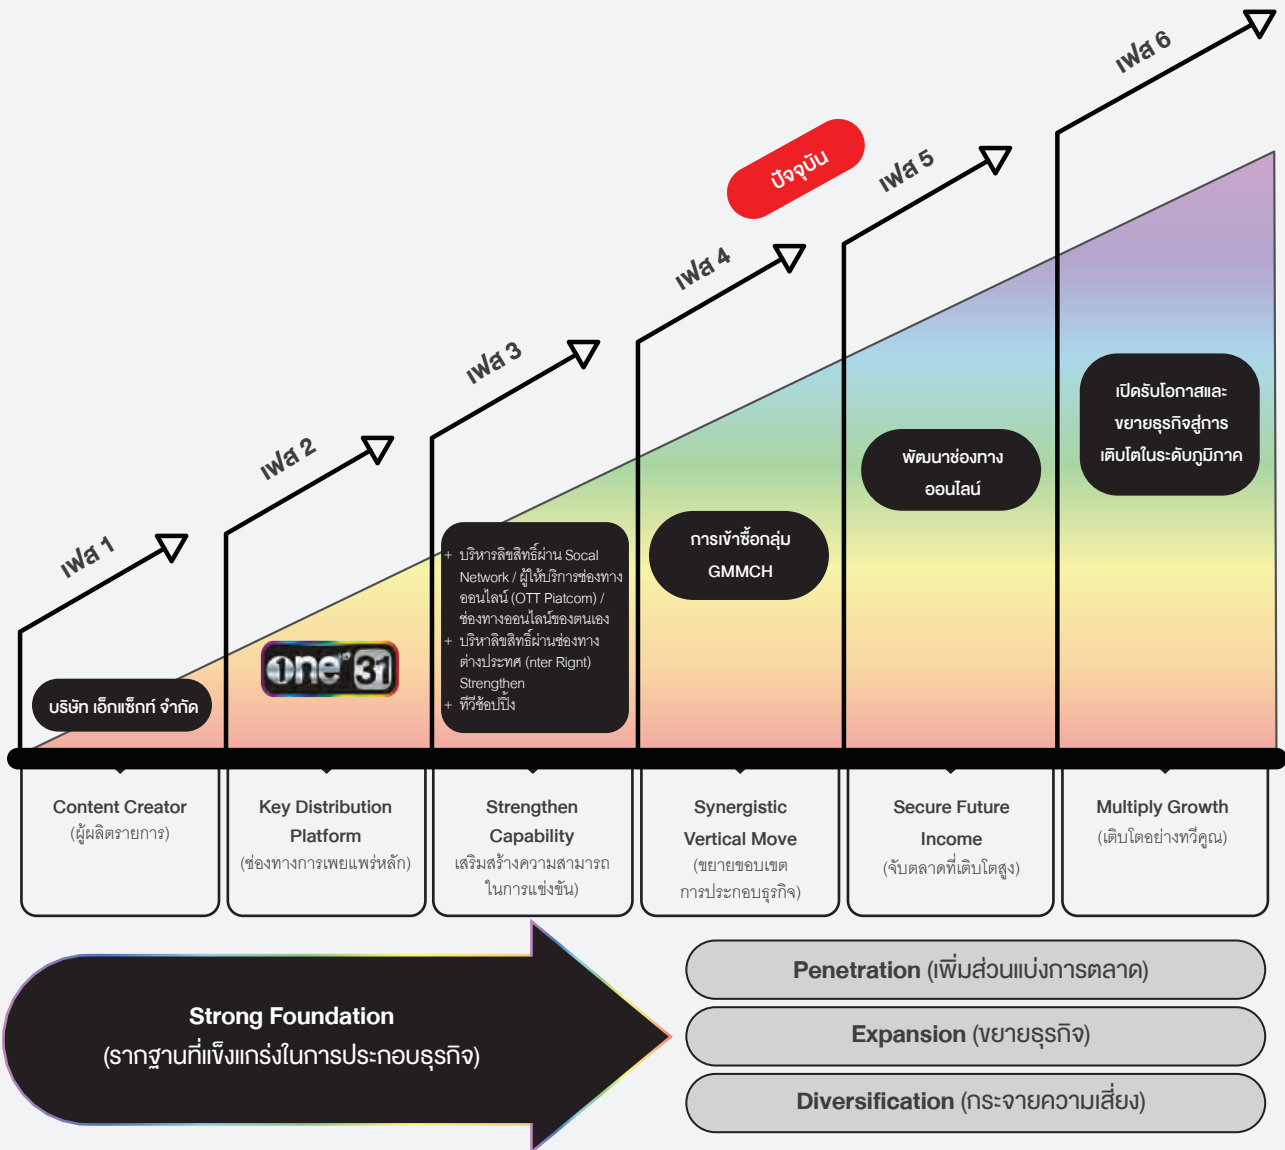 เฟส 1
เฟส 2
เฟส 3
เฟส 4
ปัจจุบัน
เฟส 5
เฟส 6
บริษัท เอ็กแซ็กท์ จำกัด
one HD 31
+ บริหารลิขสิทธิ์ผ่าน Socal
Network / ผู้ให้บริการช่องทาง
ออนไลน์ (OTT Piatcom) /
ช่องทางออนไลน์ของตนเอง
+ บริหาลิขสิทธิ์ผ่านช่องทาง
ต่างประทศ (nter Rignt)
Strengthen
+ ทีวีช้อปปิ้ง
การเข้าซื้อกลุ่ม
GMMCH
พัฒนาช่องทาง
ออนไลน์
เปิดรับโอกาสและ
ขยายธุรกิจสู่การ
เติบโตในระดับภูมิภาค
Content Creator
(ผู้ผลิตรายการ)
Key Distribution
Platform
(ช่องทางการเพยแพร่หลัก)
Strengthen
Capability
เสริมสร้างความสามารถ
ในการแข่งขัน)
Synergistic
Vertical Move
(ขยายขอบเขต
การประกอบธุรกิจ)
Secure Future
Income
(จับตลาดที่เติบโตสูง)
Multiply Growth
(เติบโตอย่างทวีคูณ)
Strong Foundation
(รากฐานที่แข็งแกร่งในการประกอบธุรกิจ)
Penetration (เพิ่มส่วนแบ่งการตลาด)
Expansion (ขยายธุรกิจ)
Diversification (กระจายความเสี่ยง)